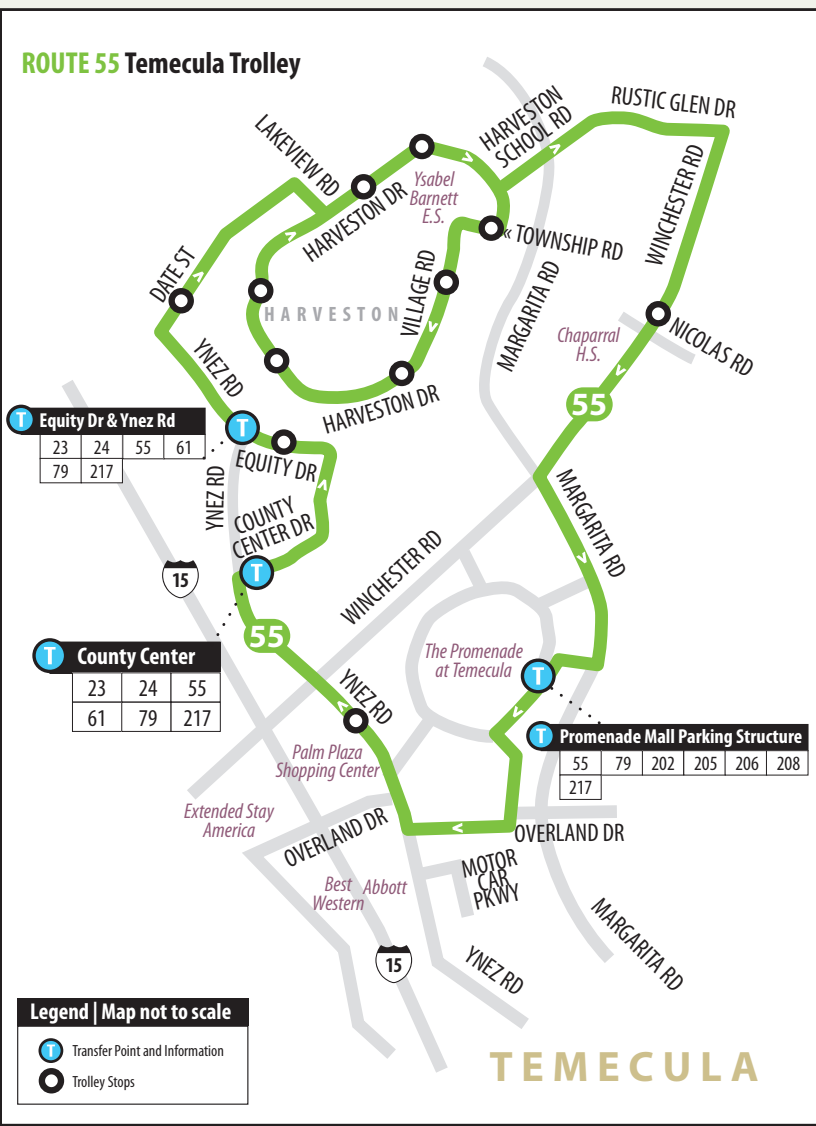 ROUTE 55 Temecula Trolley
RUSTIC GLEN DR
HARVESTON
SCHOOL RD
LAKEVIEW RD
WINCHESTER RD
Ysabel
Barnett
E.S.
HARVESTON DR
« TOWNSHIP RD
DATE ST
VILLAGE RD
MARGARITA RD
HARVESTON
Chaparral
H.S.
NICOLAS RD
YNEZ RD
HARVESTON DR
55
T Equity Dr & Ynez Rd
23 24 55 61
79 217
T
EQUITY DR
YNEZ RD
COUNTY
CENTER DR
MARGARITA RD
WINCHESTER RD
15
T
55
T County Center
23 24 55
61 79 217
The Promenade
at Temecula
T
YNEZ RD
T Promenade Mall Parking Structure
55 79 202 205 206 208
217
Palm Plaza
Shopping Center
Extended Stay
America
OVERLAND DR
OVERLAND DR
MOTOR
CAR
PKWY
Best
Western
Abbott
MARGARITA RD
15
YNEZ RD
Legend | Map not to scale
T Transfer Point and Information
Trolley Stops
TEMECULA